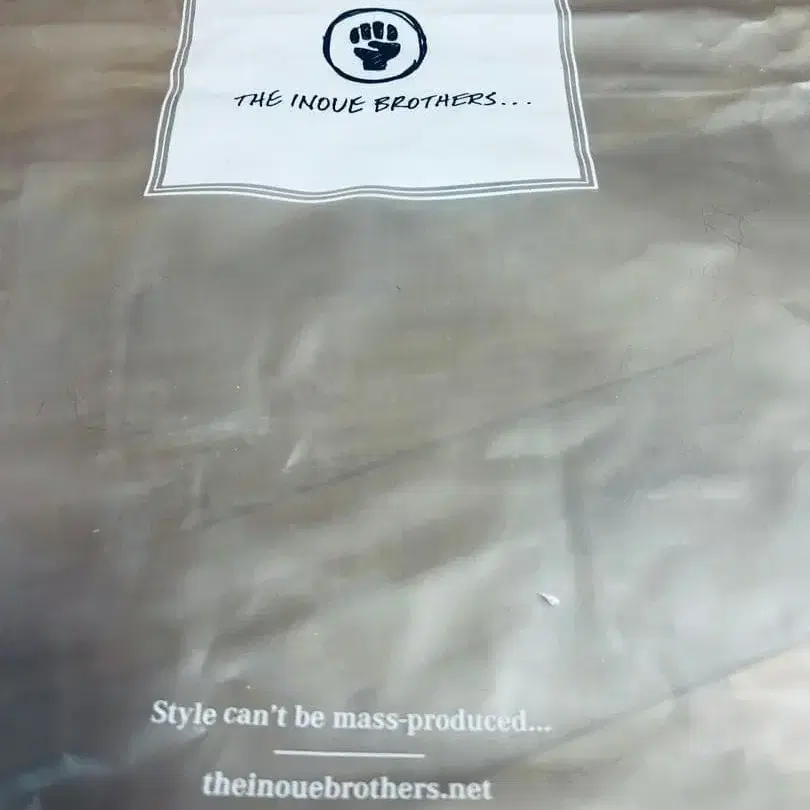 THE INOUE BROTHERS...
Style can't be mass-produced...
theinouebrothers.net